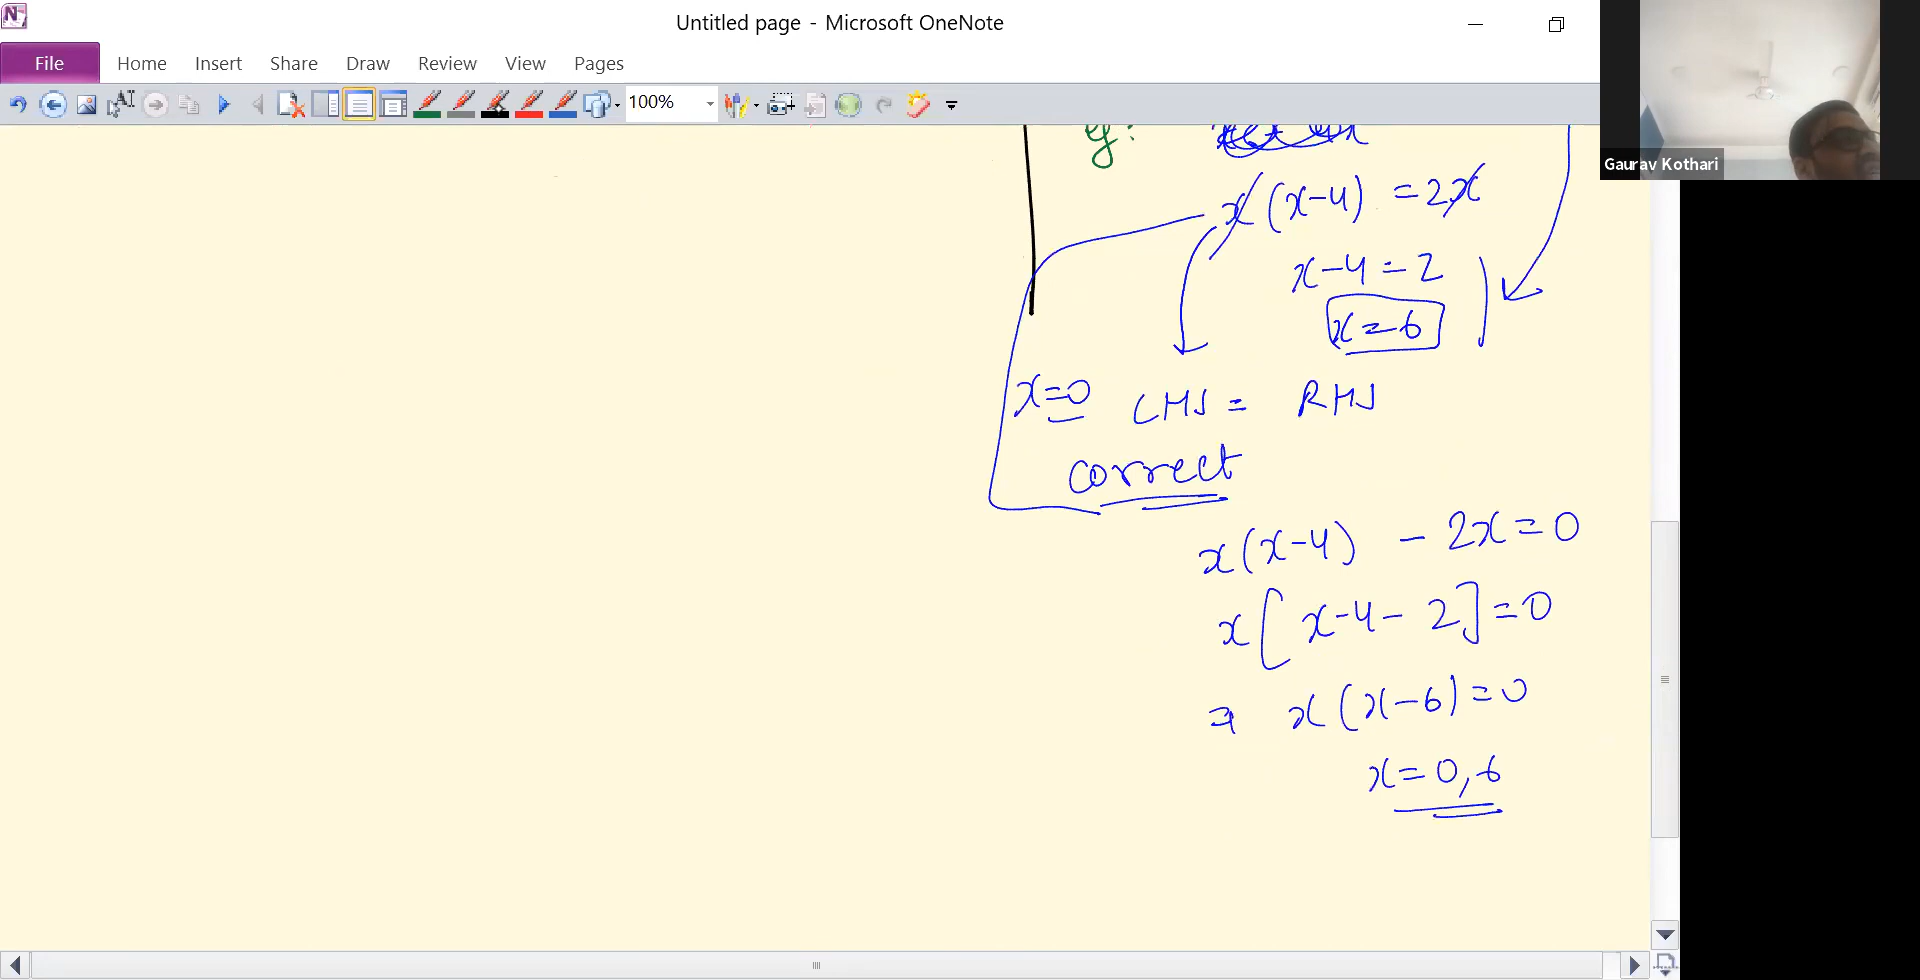 Untitled page - Microsoft OneNote
File Home Insert Share Draw Review View Pages
100%
Gaurav Kothari
eg:
x(x-4) = 2x
x-4 = 2
x = 6
x=0 LHS = RHS
correct
x(x-4) - 2x = 0
x[x-4-2] = 0
⇒ x(x-6) = 0
x = 0, 6